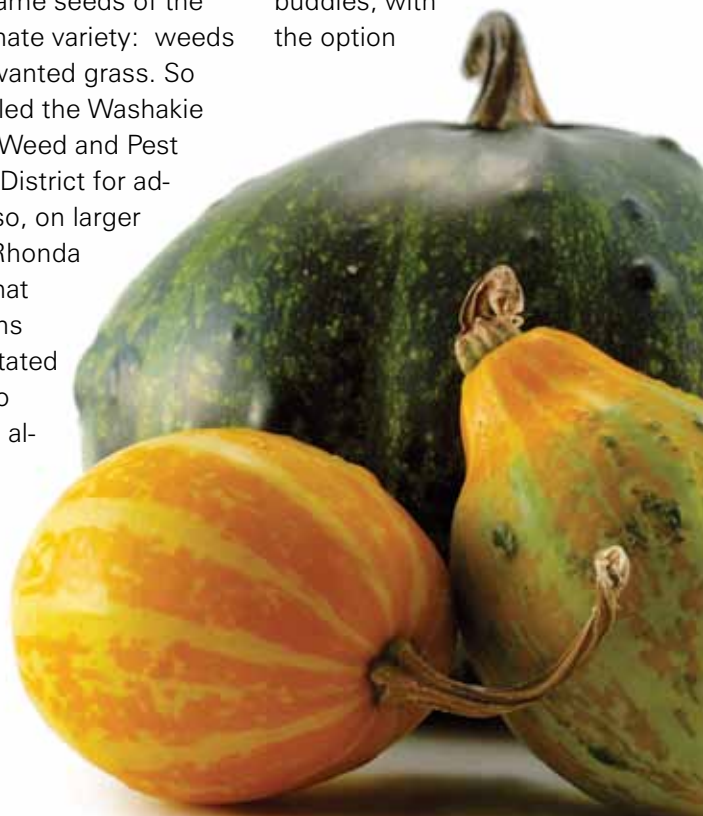 ame seeds of the
nate variety:  weeds
wanted grass. So
led the Washakie
Weed and Pest
District for ad-
so, on larger
Rhonda
hat
ns
tated
o
al-
buddies, with
the option